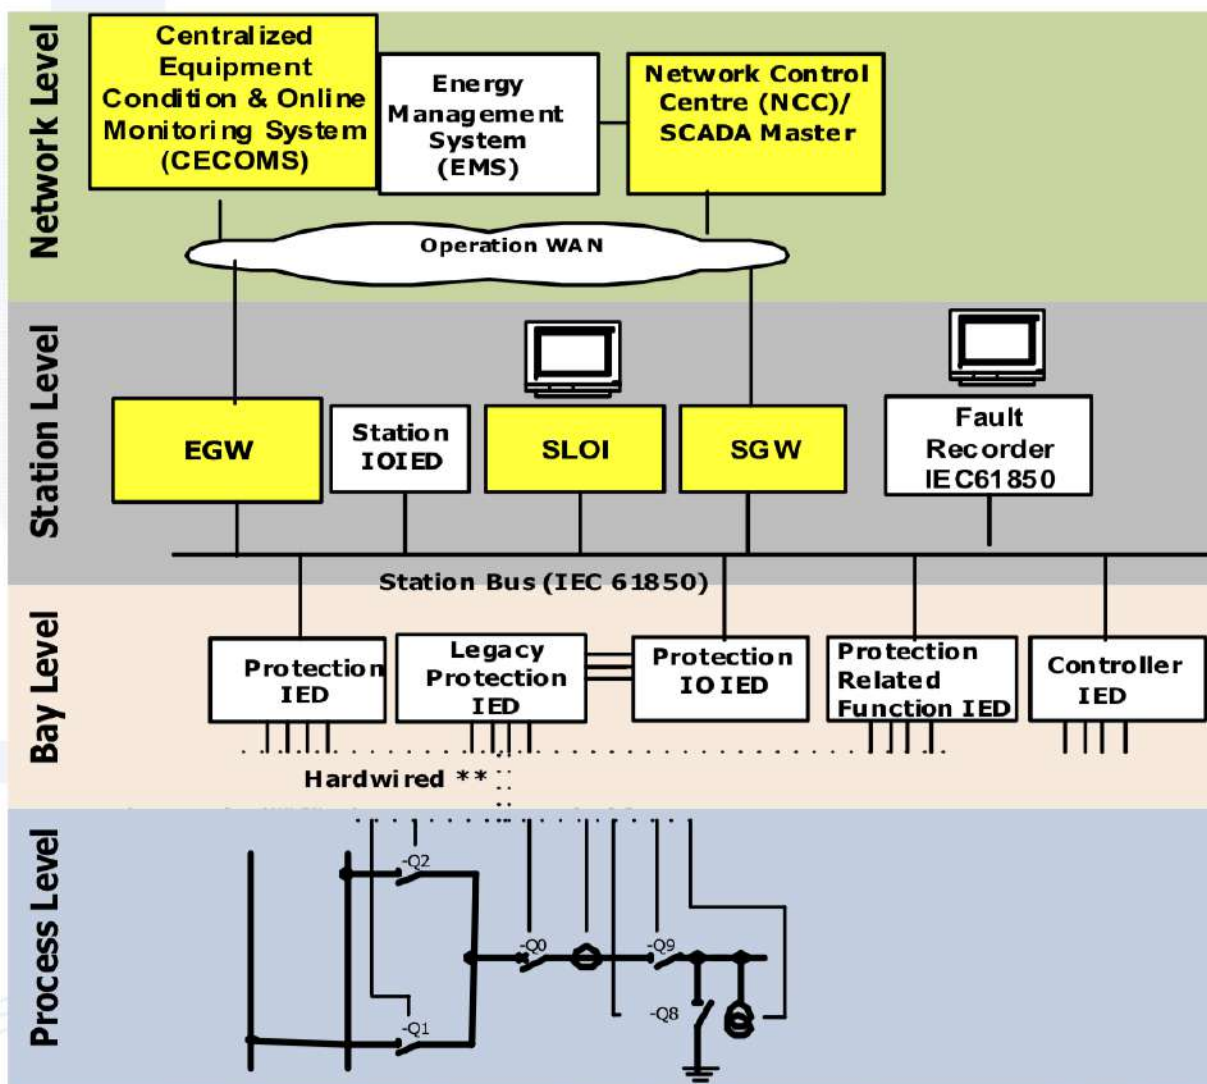 Network Level
Centralized
Equipment
Condition & Online
Monitoring System
(CECOMS)
Energy
Management
System
(EMS)
Network Control
Centre (NCC)/
SCADA Master
Operation WAN
Station Level
EGW
Station
IOIED
SLOI
SGW
Fault
Recorder
IEC61850
Station Bus (IEC 61850)
Bay Level
Protection
IED
Legacy
Protection
IED
Protection
IO IED
Protection
Related
Function IED
Controller
IED
Hardwired **
Process Level
-Q2
-Q0
-Q9
-Q8
-Q1